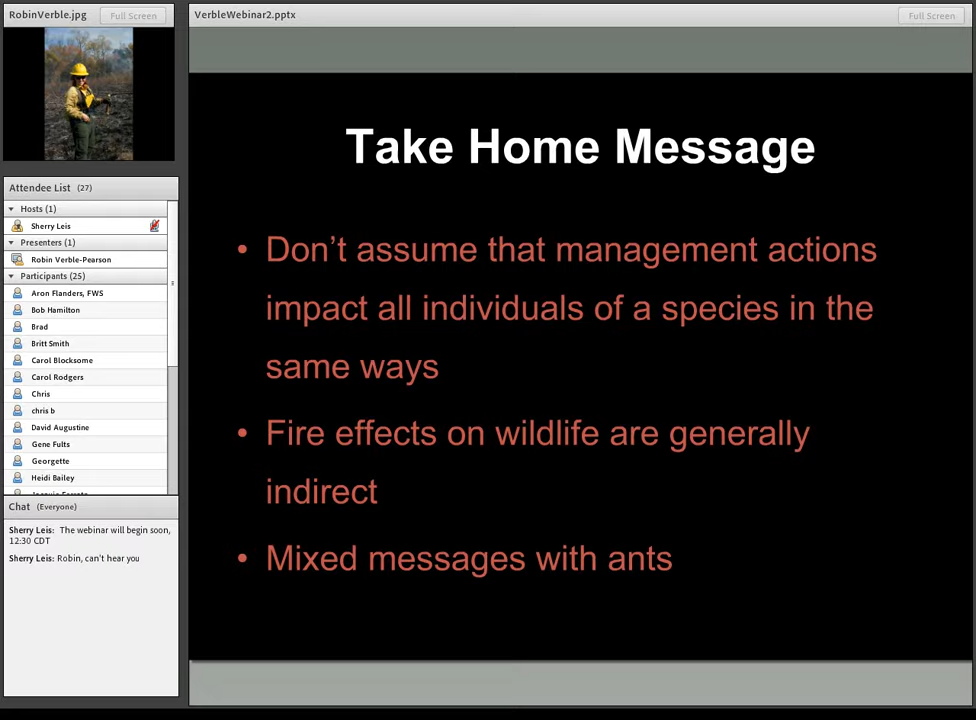 RobinVerble.jpg
Full Screen
VerbleWebinar2.pptx
Full Screen
Attendee List (27)
Hosts (1)
Sherry Leis
Presenters (1)
Robin Verble-Pearson
Participants (25)
Aron Flanders, FWS
Bob Hamilton
Brad
Britt Smith
Carol Blocksome
Carol Rodgers
Chris
chris b
David Augustine
Gene Fults
Georgette
Heidi Bailey
Chat (Everyone)
Sherry Leis: The webinar will begin soon,
12:30 CDT
Sherry Leis: Robin, can't hear you
Take Home Message
• Don’t assume that management actions
impact all individuals of a species in the
same ways
• Fire effects on wildlife are generally
indirect
• Mixed messages with ants